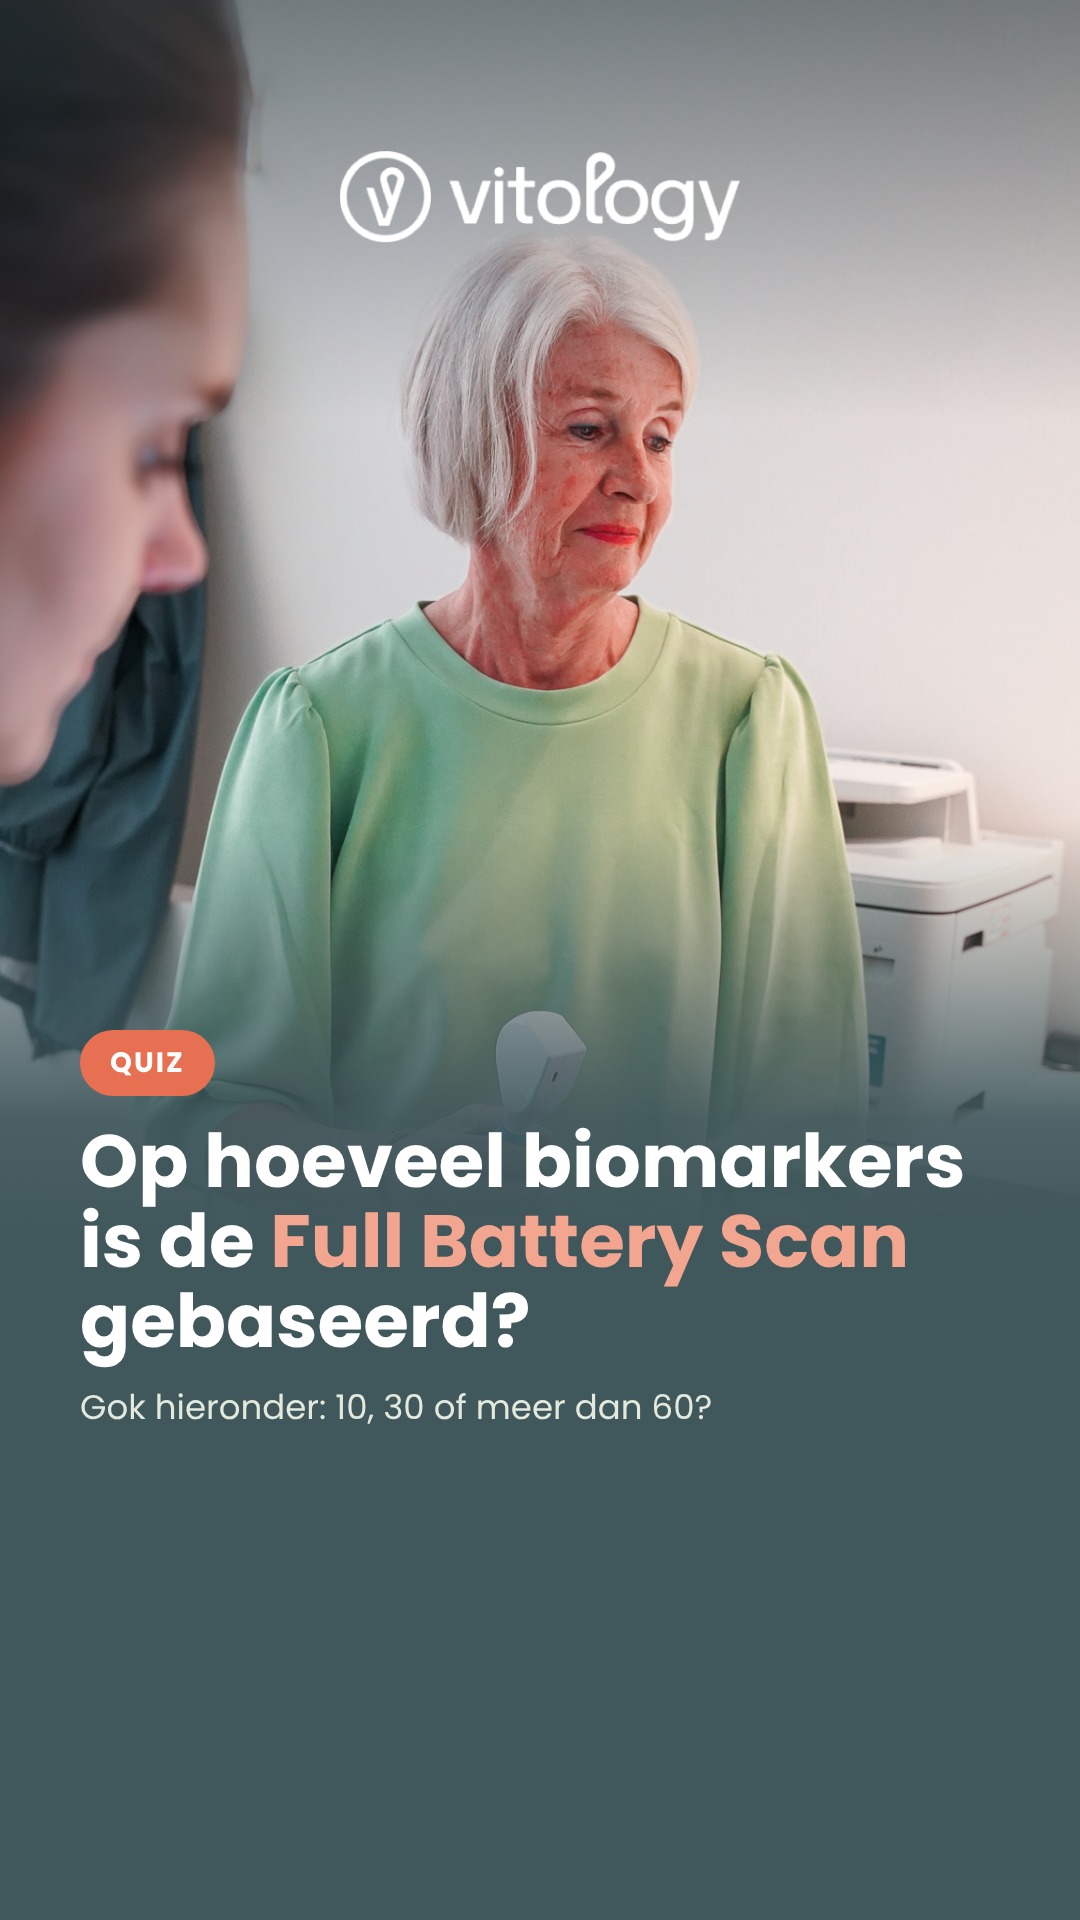 vitology
QUIZ
Op hoeveel biomarkers
is de Full Battery Scan
gebaseerd?
Gok hieronder: 10, 30 of meer dan 60?